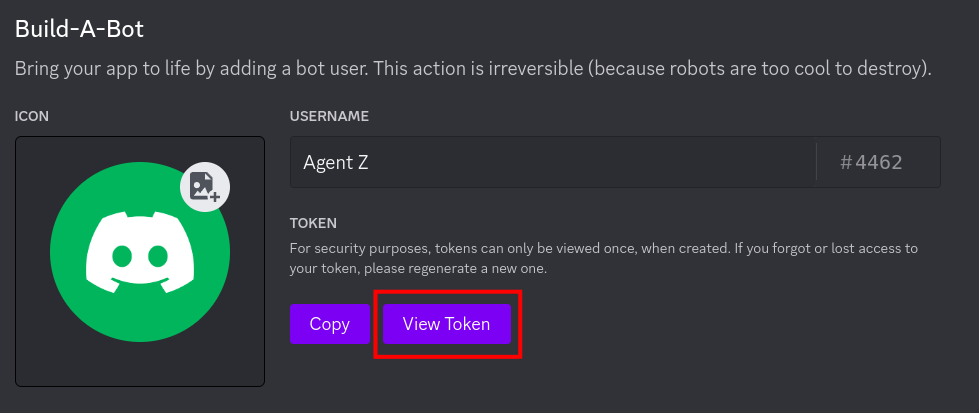 Build-A-Bot
Bring your app to life by adding a bot user. This action is irreversible (because robots are too cool to destroy).
ICON
USERNAME
Agent Z
#4462
TOKEN
For security purposes, tokens can only be viewed once, when created. If you forgot or lost access to
your token, please regenerate a new one.
Copy
View Token